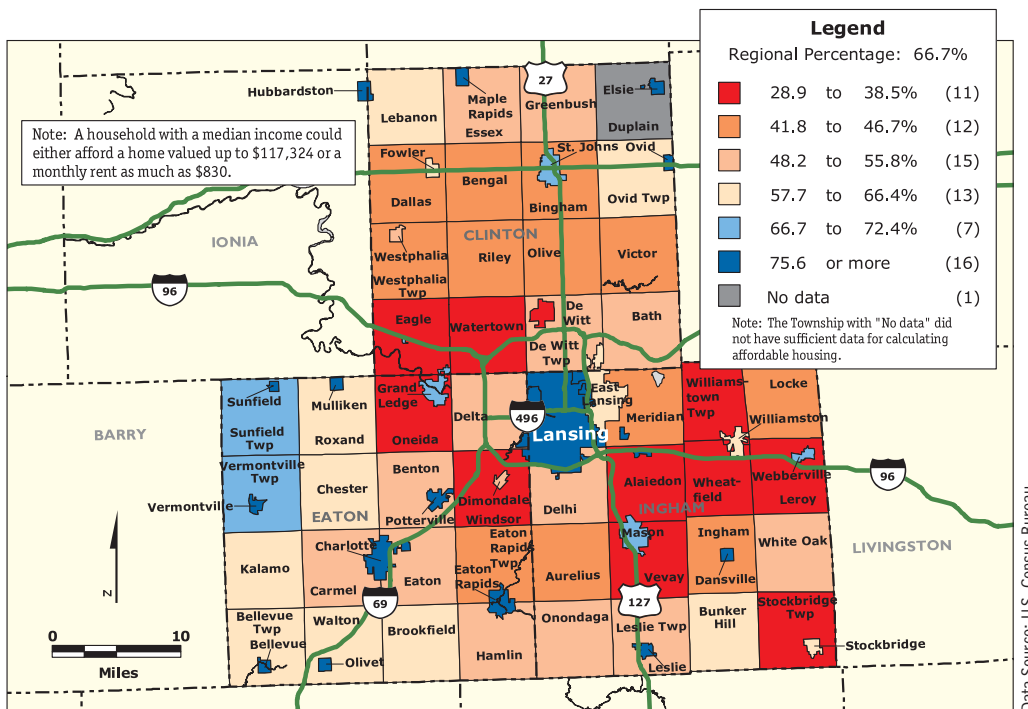 Legend
Regional Percentage: 66.7%
28.9 to 38.5% (11)
41.8 to 46.7% (12)
48.2 to 55.8% (15)
57.7 to 66.4% (13)
66.7 to 72.4% (7)
75.6 or more (16)
No data (1)
Note: The Township with "No data" did
not have sufficient data for calculating
affordable housing.
Note: A household with a median income could
either afford a home valued up to $117,324 or a
monthly rent as much as $830.
27
Hubbardston
Lebanon
Maple
Rapids
Essex
Greenbush
Elsie
Duplain
Fowler
Dallas
Bengal
St. Johns
Bingham
Ovid
Ovid Twp
IONIA
CLINTON
Westphalia
Westphalia
Twp
Riley
Olive
Victor
96
Eagle
Watertown
De
Witt
De Witt
Twp
Bath
BARRY
Sunfield
Sunfield
Twp
Mulliken
Roxand
Grand
Ledge
Oneida
Delta
496
Lansing
East
Lansing
Meridian
Williams-
town
Twp
Locke
Williamston
Vermontville
Twp
Vermontville
Chester
EATON
Benton
Potterville
Dimondale
Windsor
Delhi
Alaiedon
INGHAM
Wheat-
field
Webberville
Leroy
96
Kalamo
Charlotte
Carmel
Eaton
Eaton
Rapids
Twp
Eaton
Rapids
Aurelius
Mason
Vevay
Ingham
Dansville
White Oak
LIVINGSTON
69
127
Bellevue
Twp
Bellevue
Walton
Olivet
Brookfield
Hamlin
Onondaga
Leslie Twp
Leslie
Bunker
Hill
Stockbridge
Twp
Stockbridge
N
0 10
Miles
Data Source: U.S. Census Bureau